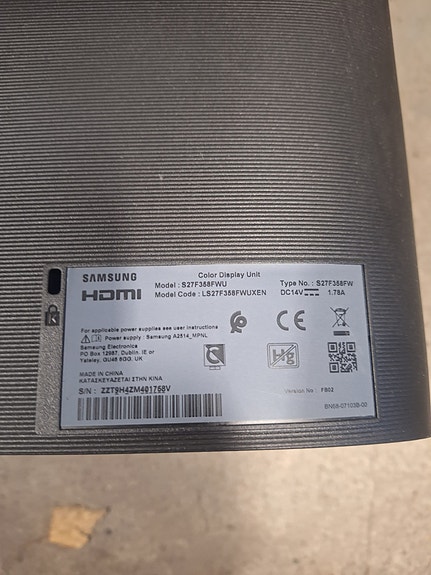 SAMSUNG
HDMI
Color Display Unit
Model : S27F358FWU
Type No. : S27F358FW
Model Code : LS27F358FWUXEN
DC14V 1.78A
For applicable power supplies see user instructions
Power supply : Samsung A2514_MPNL
Samsung Electronics
PO Box 12987, Dublin. IE or
Yateley, GU46 6GG. UK
CE
Hg
MADE IN CHINA
ΚΑΤΑΣΚΕΥΑΖΕΤΑΙ ΣΤΗΝ ΚΙΝΑ
S/N : ZZT9H4ZM401758V
Version No : FB02
BN68-07103B-00